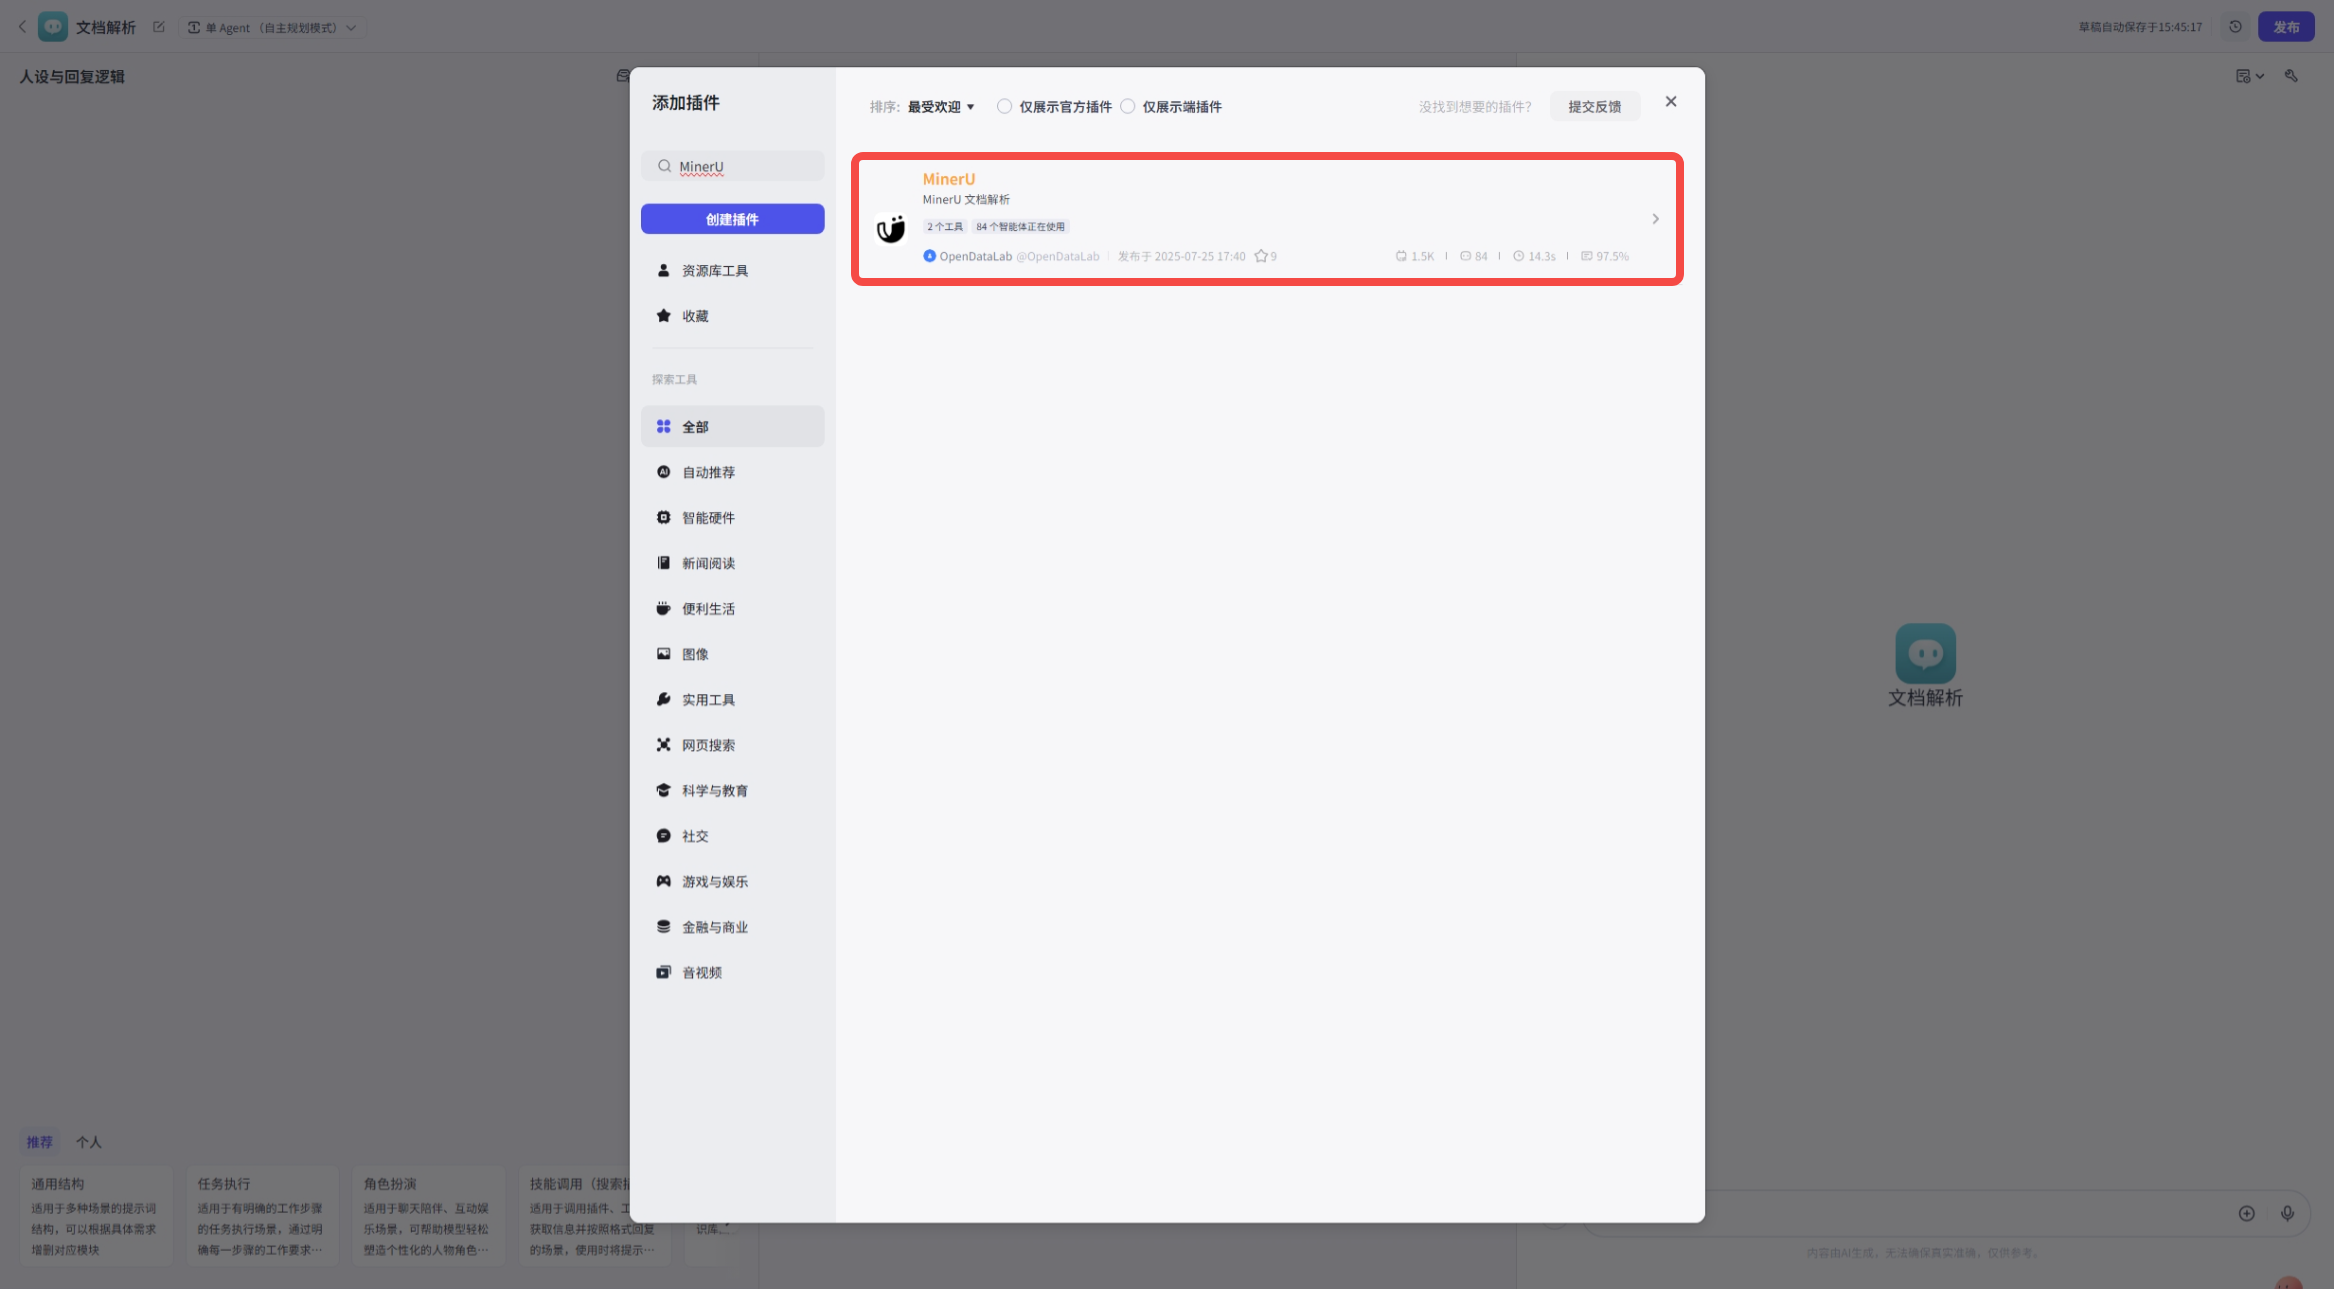 文档解析
单 Agent （自主规划模式）
草稿自动保存于15:45:17
发布
人设与回复逻辑
添加插件
MinerU
创建插件
资源库工具
收藏
探索工具
全部
自动推荐
智能硬件
新闻阅读
便利生活
图像
实用工具
网页搜索
科学与教育
社交
游戏与娱乐
金融与商业
音视频
排序: 最受欢迎
仅展示官方插件
仅展示端插件
没找到想要的插件?
提交反馈
MinerU
MinerU 文档解析
2 个工具 84 个智能体正在使用
OpenDataLab @OpenDataLab 发布于 2025-07-25 17:40 9
1.5K 84 14.3s 97.5%
文档解析
推荐 个人
通用结构
适用于多种场景的提示词
结构，可以根据具体需求
增删对应模块
任务执行
适用于有明确的工作步骤
的任务执行场景，通过明
确每一步骤的工作要求…
角色扮演
适用于聊天陪伴、互动娱
乐场景，可帮助模型轻松
塑造个性化的人物角色…
技能调用（搜索
适用于调用插件、工
获取信息并按照格式回复
的场景，使用时将提示…
识库
内容由AI生成，无法确保真实准确，仅供参考。